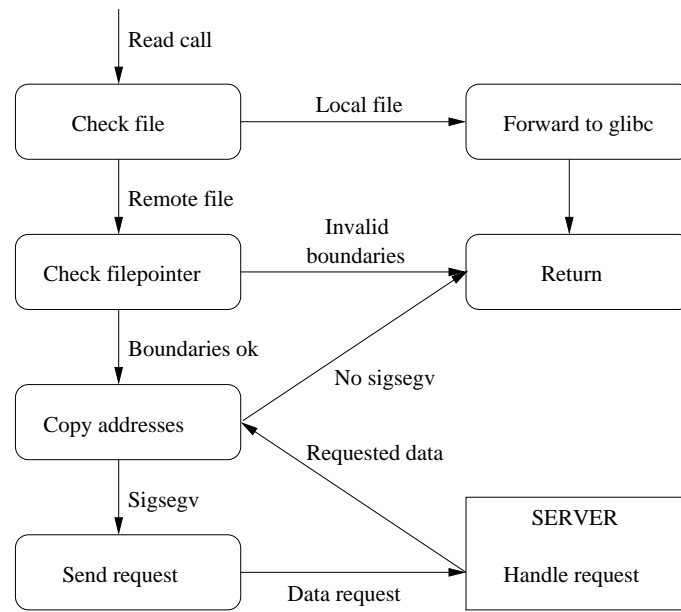 Read call
Check file
Local file
Forward to glibc
Remote file
Check filepointer
Invalid
boundaries
Return
Boundaries ok
No sigsegv
Copy addresses
Requested data
Sigsegv
SERVER
Send request
Data request
Handle request